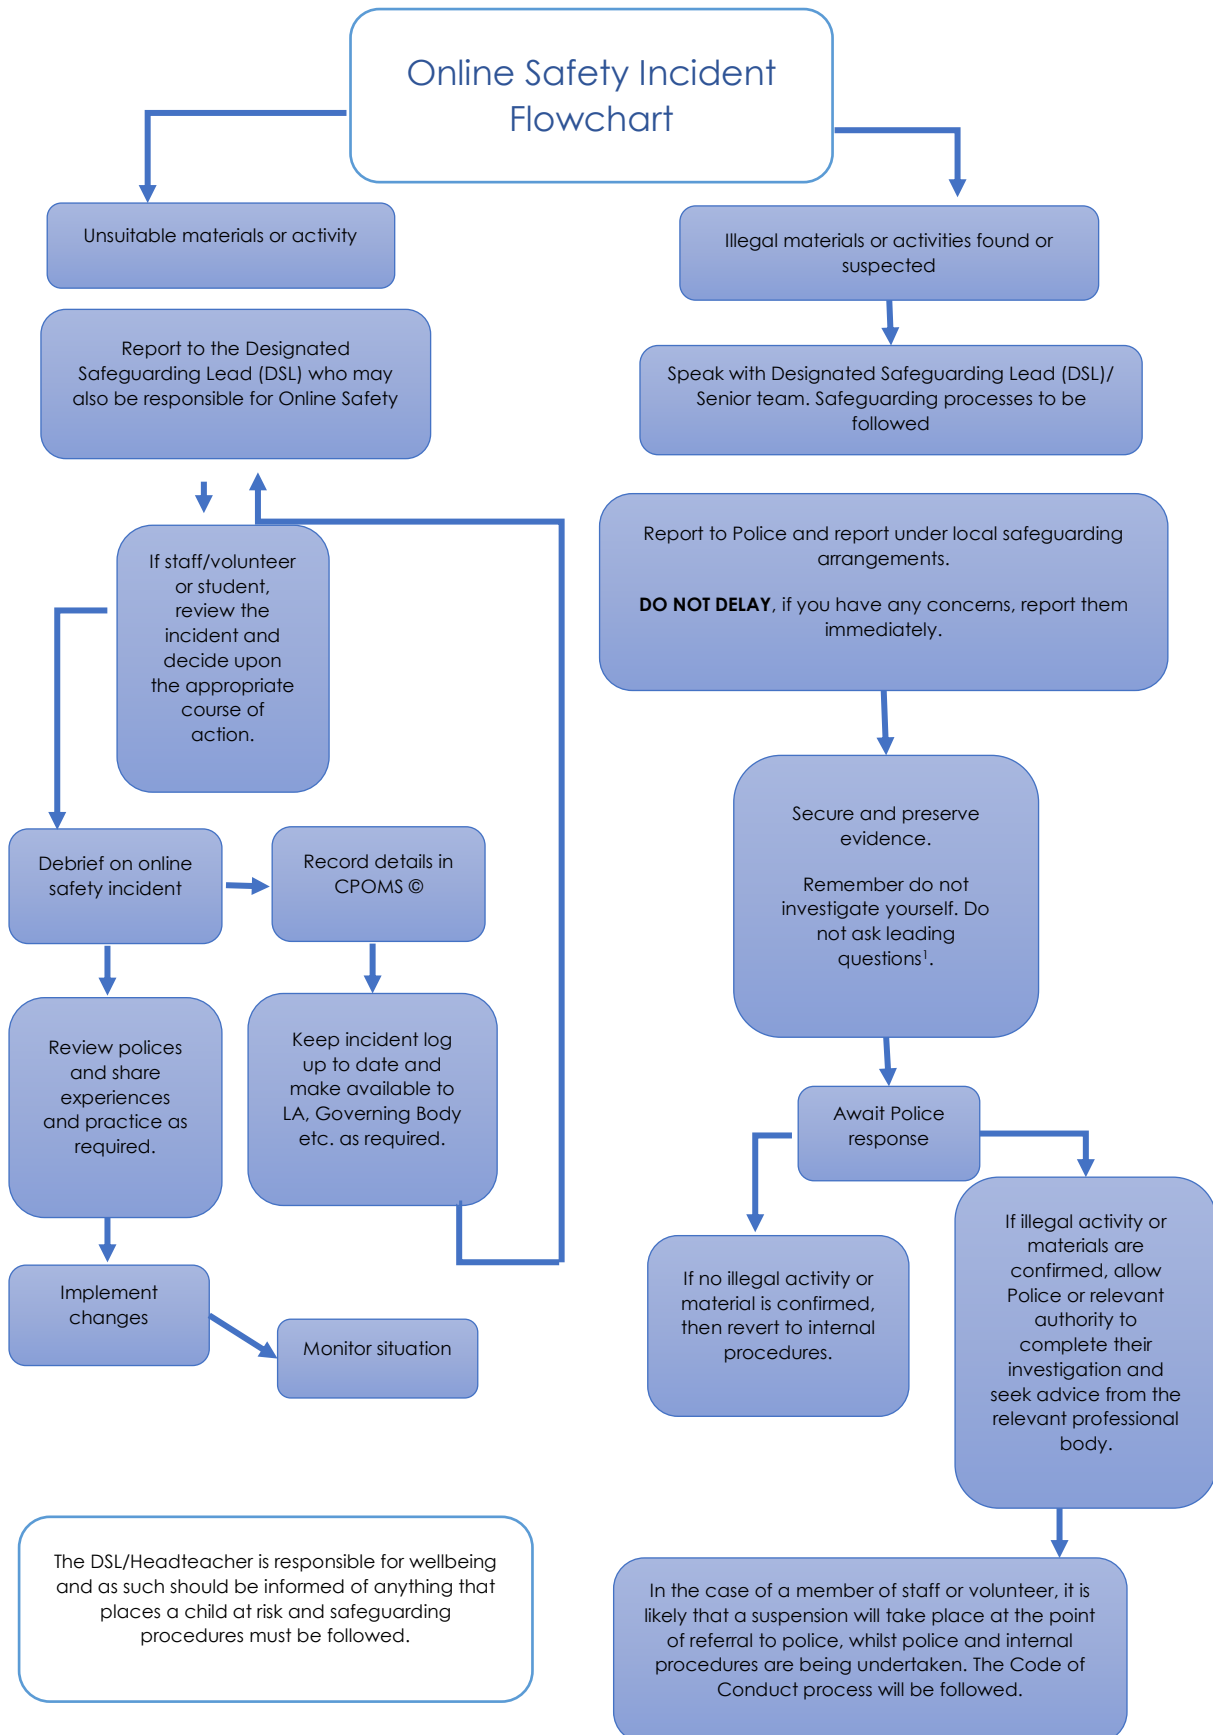 Online Safety Incident
Flowchart
Unsuitable materials or activity
Report to the Designated
Safeguarding Lead (DSL) who may
also be responsible for Online Safety
If staff/volunteer
or student,
review the
incident and
decide upon
the appropriate
course of
action.
Debrief on online
safety incident
Record details in
CPOMS ©
Review polices
and share
experiences
and practice as
required.
Keep incident log
up to date and
make available to
LA, Governing Body
etc. as required.
Implement
changes
Monitor situation
The DSL/Headteacher is responsible for wellbeing
and as such should be informed of anything that
places a child at risk and safeguarding
procedures must be followed.
Illegal materials or activities found or
suspected
Speak with Designated Safeguarding Lead (DSL)/
Senior team. Safeguarding processes to be
followed
Report to Police and report under local safeguarding
arrangements.
DO NOT DELAY, if you have any concerns, report them
immediately.
Secure and preserve
evidence.
Remember do not
investigate yourself. Do
not ask leading
questions¹.
Await Police
response
If no illegal activity or
material is confirmed,
then revert to internal
procedures.
If illegal activity or
materials are
confirmed, allow
Police or relevant
authority to
complete their
investigation and
seek advice from the
relevant professional
body.
In the case of a member of staff or volunteer, it is
likely that a suspension will take place at the point
of referral to police, whilst police and internal
procedures are being undertaken. The Code of
Conduct process will be followed.